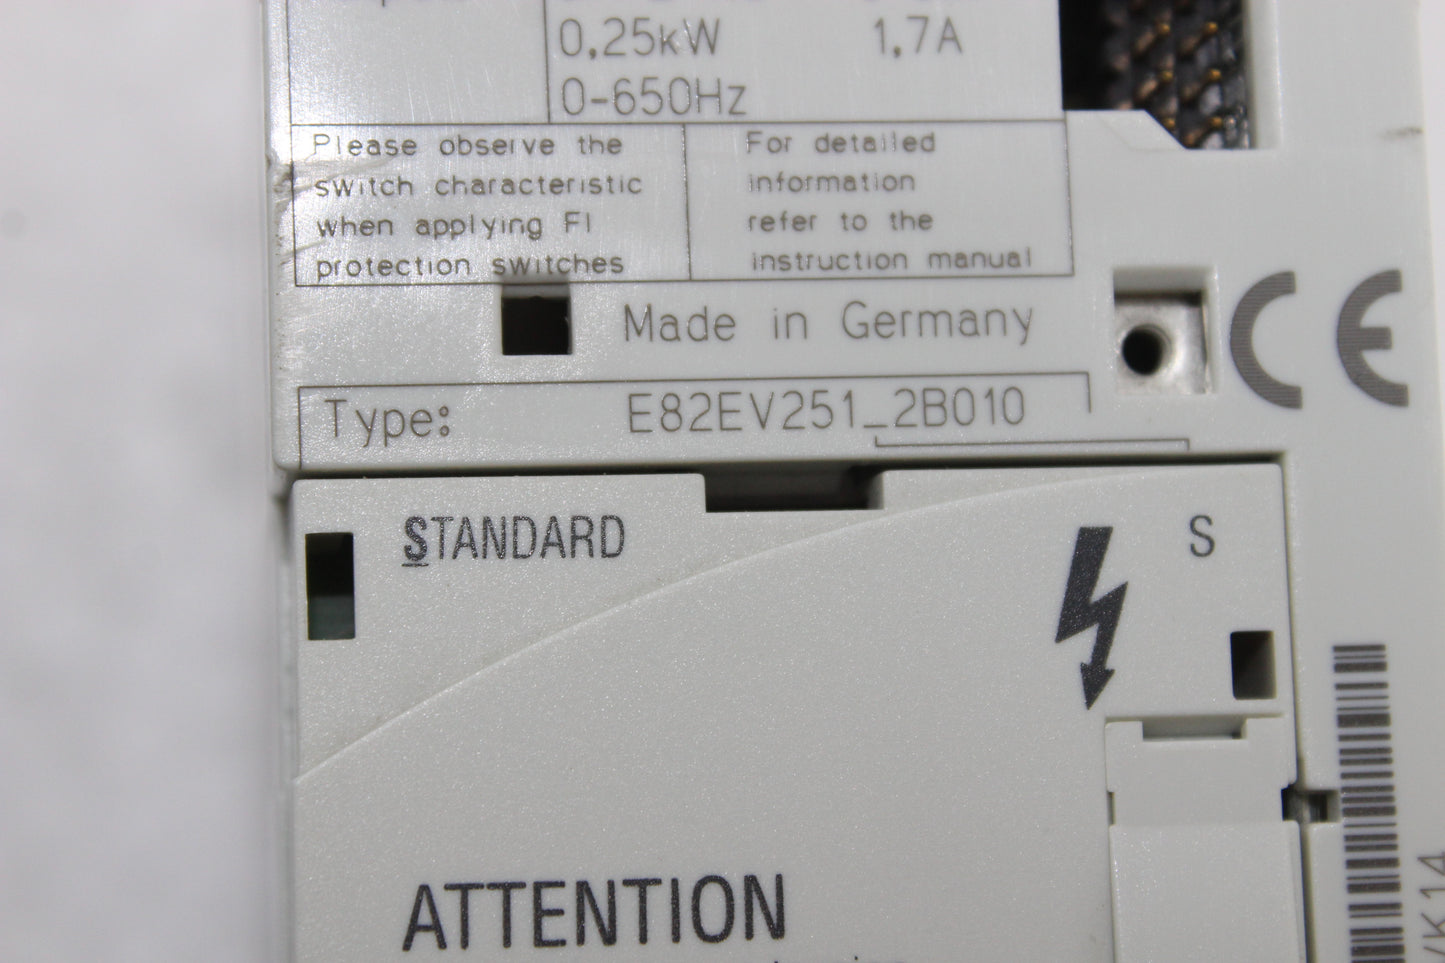 0,25kW 1,7A
0-650Hz
Please observe the
switch characteristic
when applying FI
protection switches
For detailed
information
refer to the
instruction manual
Made in Germany
CE
Type: E82EV251_2B010
STANDARD
S
ATTENTION
K14